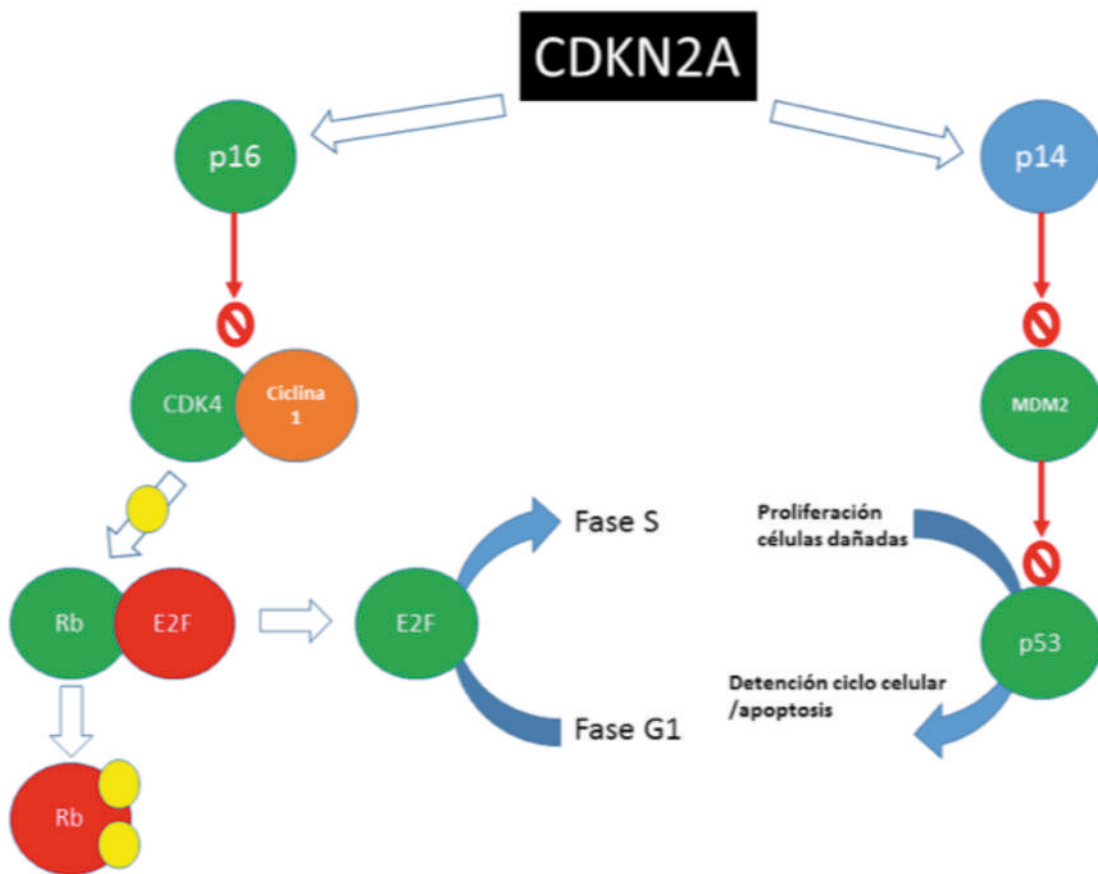 CDKN2A
p16
p14
CDK4
Ciclina
1
MDM2
Fase S
Proliferación
células dañadas
Rb
E2F
E2F
p53
Detención ciclo celular
/apoptosis
Fase G1
Rb